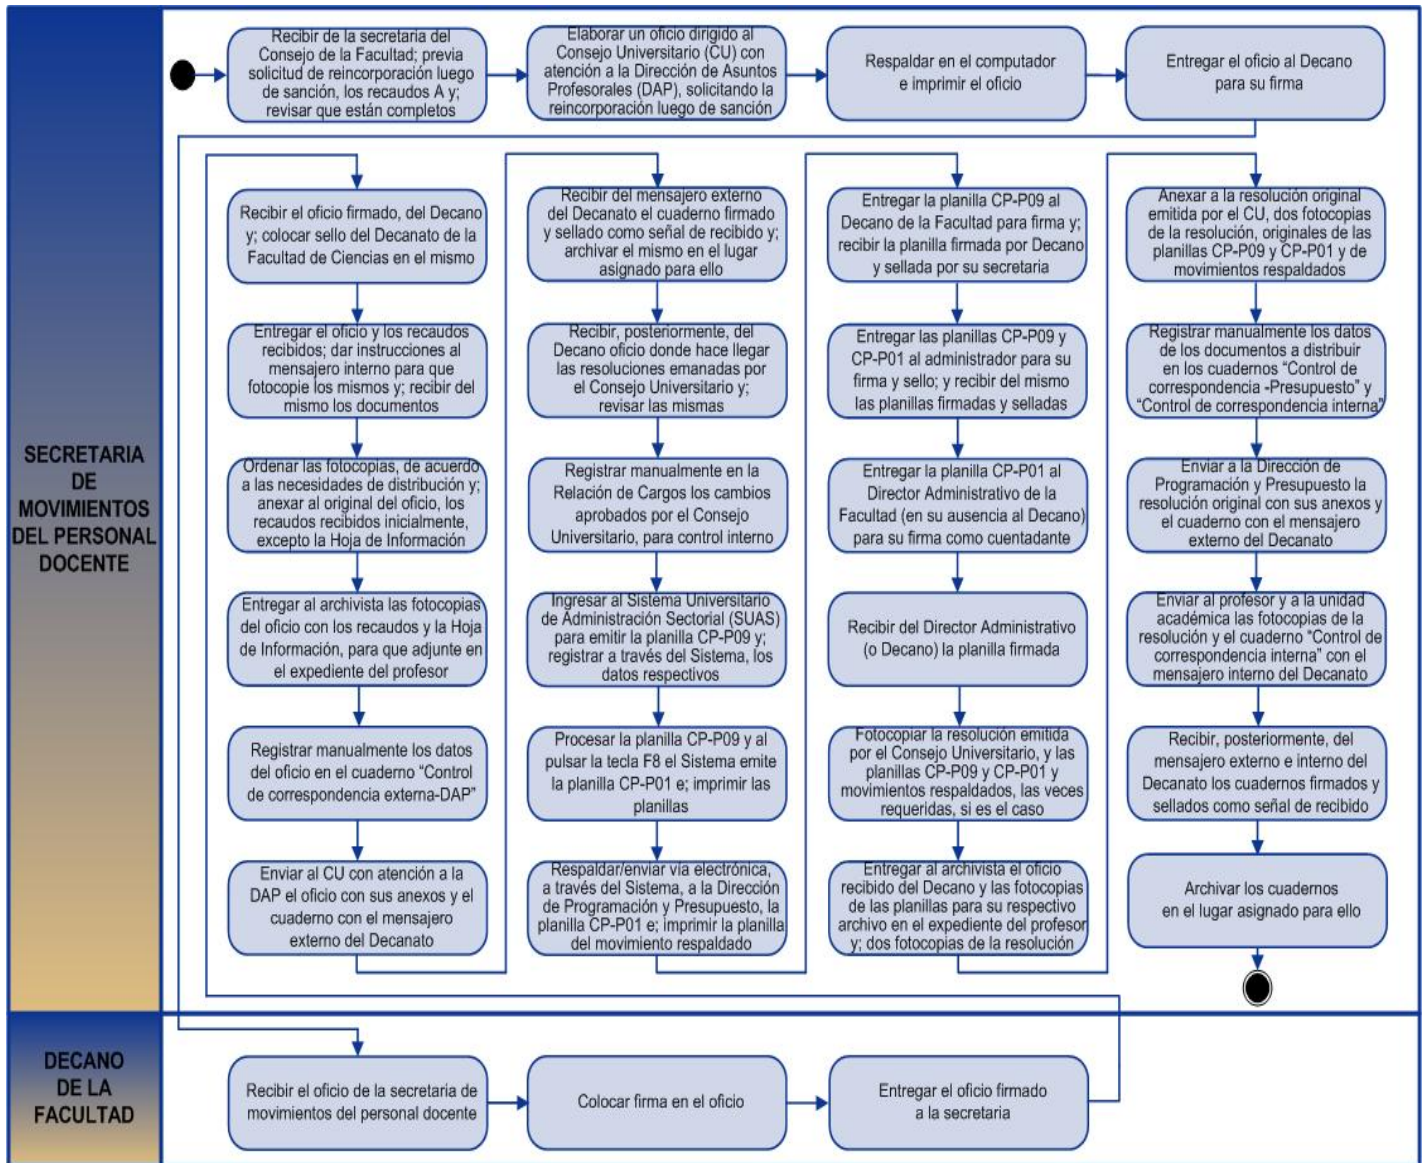 Recibir de la secretaria del
Consejo de la Facultad; previa
solicitud de reincorporación luego
de sanción, los recaudos A y;
revisar que están completos
Elaborar un oficio dirigido al
Consejo Universitario (CU) con
atención a la Dirección de Asuntos
Profesorales (DAP), solicitando la
reincorporación luego de sanción
Respaldar en el computador
e imprimir el oficio
Entregar el oficio al Decano
para su firma
SECRETARIA
DE
MOVIMIENTOS
DEL PERSONAL
DOCENTE
Recibir el oficio firmado, del Decano
y; colocar sello del Decanato de la
Facultad de Ciencias en el mismo
Entregar el oficio y los recaudos
recibidos; dar instrucciones al
mensajero interno para que
fotocopie los mismos y; recibir del
mismo los documentos
Ordenar las fotocopias, de acuerdo
a las necesidades de distribución y;
anexar al original del oficio, los
recaudos recibidos inicialmente,
excepto la Hoja de Información
Entregar al archivista las fotocopias
del oficio con los recaudos y la Hoja
de Información, para que adjunte en
el expediente del profesor
Registrar manualmente los datos
del oficio en el cuaderno “Control
de correspondencia externa-DAP”
Enviar al CU con atención a la
DAP el oficio con sus anexos y el
cuaderno con el mensajero
externo del Decanato
Recibir del mensajero externo
del Decanato el cuaderno firmado
y sellado como señal de recibido y;
archivar el mismo en el lugar
asignado para ello
Recibir, posteriormente, del
Decano oficio donde hace llegar
las resoluciones emanadas por
el Consejo Universitario y;
revisar las mismas
Registrar manualmente en la
Relación de Cargos los cambios
aprobados por el Consejo
Universitario, para control interno
Ingresar al Sistema Universitario
de Administración Sectorial (SUAS)
para emitir la planilla CP-P09 y;
registrar a través del Sistema, los
datos respectivos
Procesar la planilla CP-P09 y al
pulsar la tecla F8 el Sistema emite
la planilla CP-P01 e; imprimir las
planillas
Respaldar/enviar vía electrónica,
a través del Sistema, a la Dirección
de Programación y Presupuesto, la
planilla CP-P01 e; imprimir la planilla
del movimiento respaldado
Entregar la planilla CP-P09 al
Decano de la Facultad para firma y;
recibir la planilla firmada por Decano
y sellada por su secretaria
Entregar las planillas CP-P09 y
CP-P01 al administrador para su
firma y sello; y recibir del mismo
las planillas firmadas y selladas
Entregar la planilla CP-P01 al
Director Administrativo de la
Facultad (en su ausencia al Decano)
para su firma como cuentadante
Recibir del Director Administrativo
(o Decano) la planilla firmada
Fotocopiar la resolución emitida
por el Consejo Universitario, y las
planillas CP-P09 y CP-P01 y
movimientos respaldados, las veces
requeridas, si es el caso
Entregar al archivista el oficio
recibido del Decano y las fotocopias
de las planillas para su respectivo
archivo en el expediente del profesor
y; dos fotocopias de la resolución
Anexar a la resolución original
emitida por el CU, dos fotocopias
de la resolución, originales de las
planillas CP-P09 y CP-P01 y de
movimientos respaldados
Registrar manualmente los datos
de los documentos a distribuir
en los cuadernos “Control de
correspondencia -Presupuesto” y
“Control de correspondencia interna”
Enviar a la Dirección de
Programación y Presupuesto la
resolución original con sus anexos y
el cuaderno con el mensajero
externo del Decanato
Enviar al profesor y a la unidad
académica las fotocopias de la
resolución y el cuaderno “Control de
correspondencia interna” con el
mensajero interno del Decanato
Recibir, posteriormente, del
mensajero externo e interno del
Decanato los cuadernos firmados y
sellados como señal de recibido
Archivar los cuadernos
en el lugar asignado para ello
DECANO
DE LA
FACULTAD
Recibir el oficio de la secretaria de
movimientos del personal docente
Colocar firma en el oficio
Entregar el oficio firmado
a la secretaria